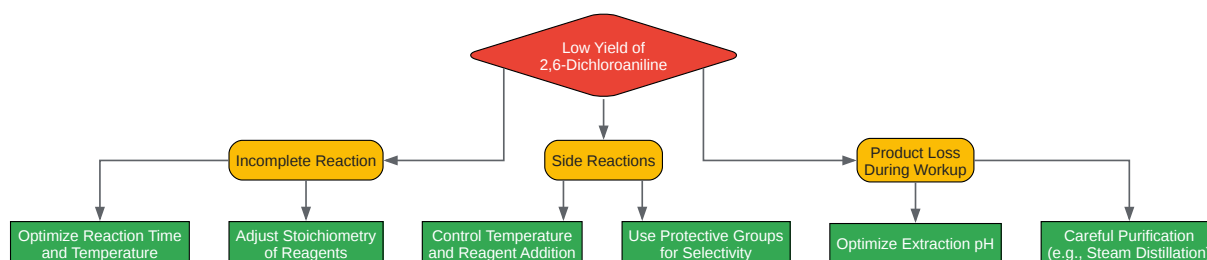 Low Yield of
2,6-Dichloroaniline
Incomplete Reaction
Side Reactions
Product Loss
During Workup
Optimize Reaction Time
and Temperature
Adjust Stoichiometry
of Reagents
Control Temperature
and Reagent Addition
Use Protective Groups
for Selectivity
Optimize Extraction pH
Careful Purification
(e.g., Steam Distillation)